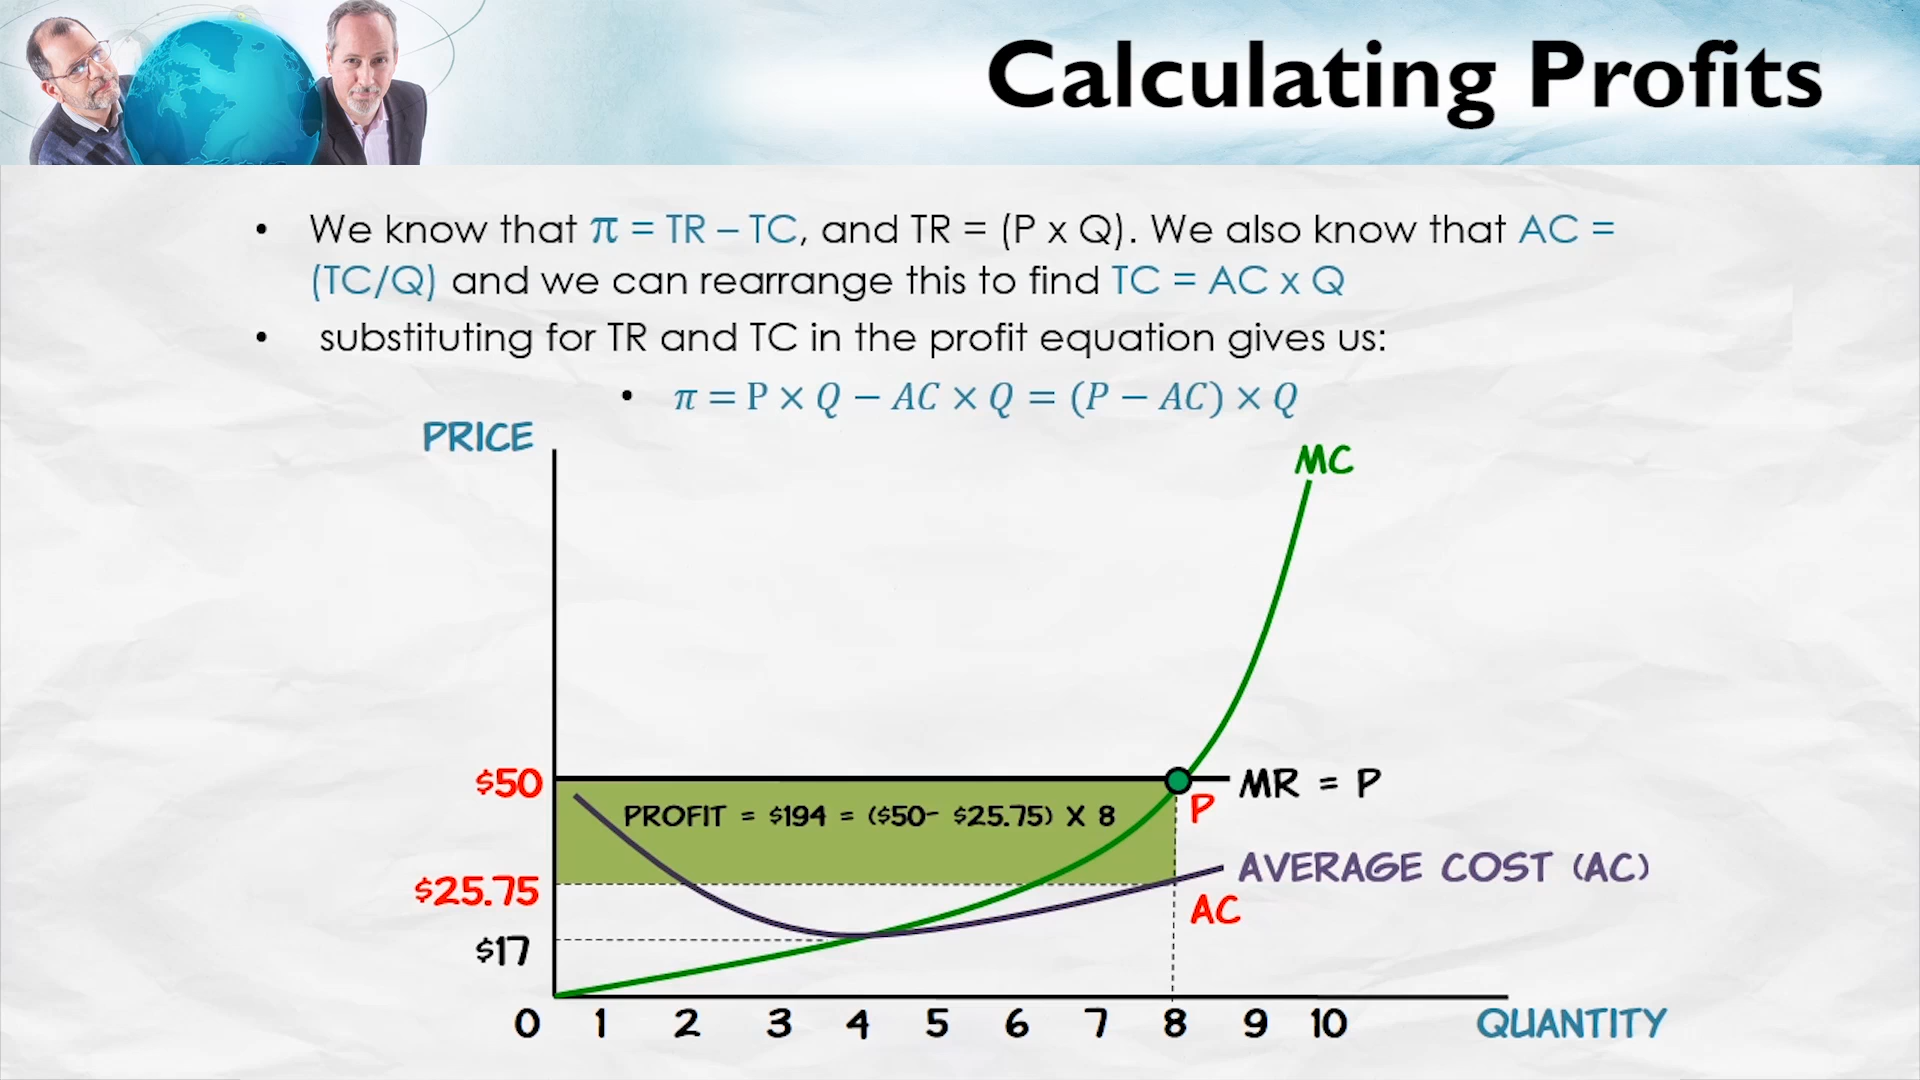 Calculating Profits
• We know that π = TR – TC, and TR = (P x Q). We also know that AC =
(TC/Q) and we can rearrange this to find TC = AC x Q
• substituting for TR and TC in the profit equation gives us:
• π = P × Q − AC × Q = (P − AC) × Q
PRICE
MC
$50
MR = P
PROFIT = $194 = ($50- $25.75) X 8
P
AVERAGE COST (AC)
$25.75
AC
$17
0 1 2 3 4 5 6 7 8 9 10 QUANTITY